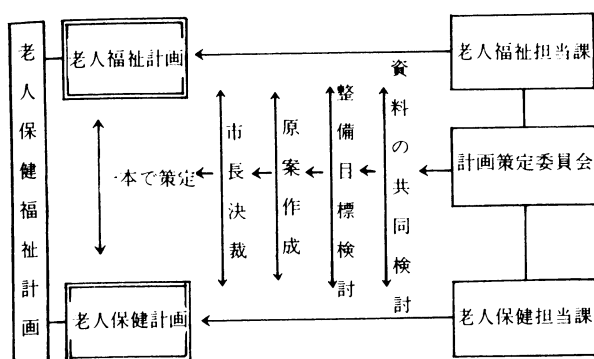 老人保健福祉計画
老人福祉計画
老人福祉担当課
資料の共同検討
整備目標検討
原案作成
市長決裁
一本で策定
計画策定委員会
老人保健計画
老人保健担当課